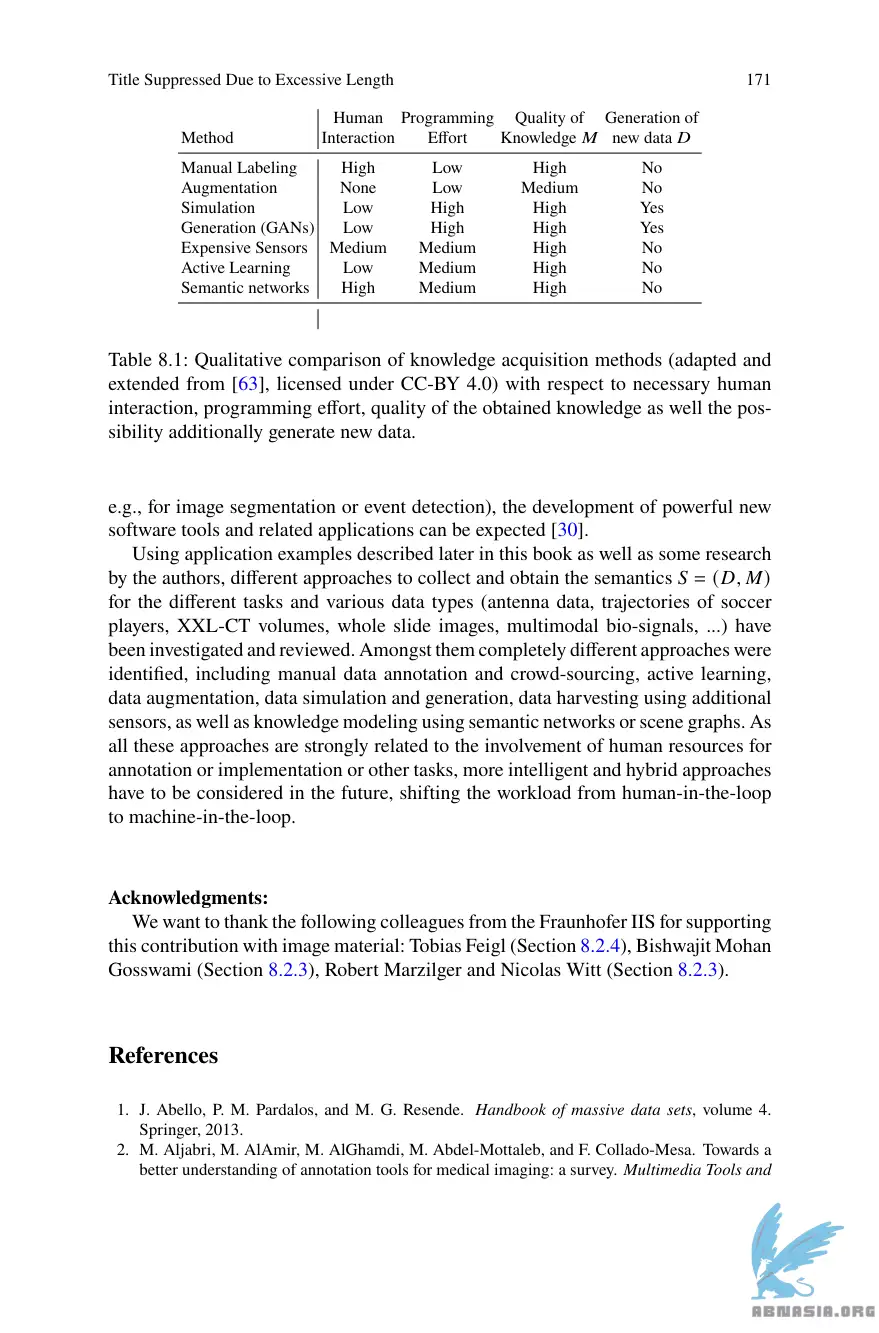 Title Suppressed Due to Excessive Length 171
Human Programming Quality of Generation of
Method Interaction Effort Knowledge M new data D
Manual Labeling High Low High No
Augmentation None Low Medium No
Simulation Low High High Yes
Generation (GANs) Low High High Yes
Expensive Sensors Medium Medium High No
Active Learning Low Medium High No
Semantic networks High Medium High No
Table 8.1: Qualitative comparison of knowledge acquisition methods (adapted and
extended from [63], licensed under CC-BY 4.0) with respect to necessary human
interaction, programming effort, quality of the obtained knowledge as well the pos-
sibility additionally generate new data.
e.g., for image segmentation or event detection), the development of powerful new
software tools and related applications can be expected [30].
Using application examples described later in this book as well as some research
by the authors, different approaches to collect and obtain the semantics S = (D, M)
for the different tasks and various data types (antenna data, trajectories of soccer
players, XXL-CT volumes, whole slide images, multimodal bio-signals, ...) have
been investigated and reviewed. Amongst them completely different approaches were
identified, including manual data annotation and crowd-sourcing, active learning,
data augmentation, data simulation and generation, data harvesting using additional
sensors, as well as knowledge modeling using semantic networks or scene graphs. As
all these approaches are strongly related to the involvement of human resources for
annotation or implementation or other tasks, more intelligent and hybrid approaches
have to be considered in the future, shifting the workload from human-in-the-loop
to machine-in-the-loop.
Acknowledgments:
We want to thank the following colleagues from the Fraunhofer IIS for supporting
this contribution with image material: Tobias Feigl (Section 8.2.4), Bishwajit Mohan
Gosswami (Section 8.2.3), Robert Marzilger and Nicolas Witt (Section 8.2.3).
References
1. J. Abello, P. M. Pardalos, and M. G. Resende. Handbook of massive data sets, volume 4.
Springer, 2013.
2. M. Aljabri, M. AlAmir, M. AlGhamdi, M. Abdel-Mottaleb, and F. Collado-Mesa. Towards a
better understanding of annotation tools for medical imaging: a survey. Multimedia Tools and
ABNASIA.ORG